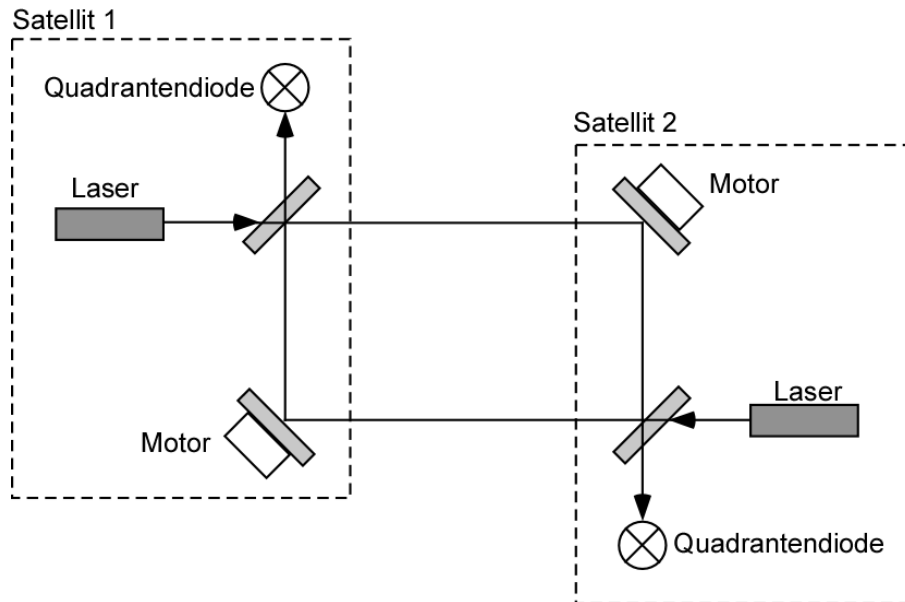 Satellit 1
Quadrantendiode
Laser
Motor
Satellit 2
Motor
Laser
Quadrantendiode